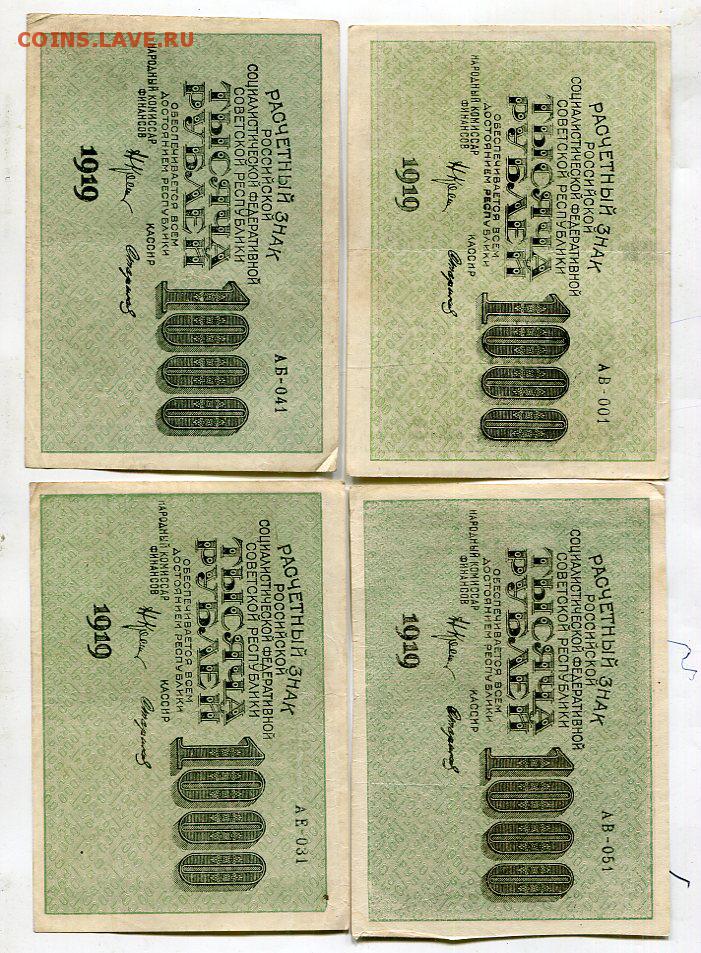 COINS.LAVE.RU
РАСЧЕТНЫЙ ЗНАК
РОССИЙСКОЙ
СОЦИАЛИСТИЧЕСКОЙ ФЕДЕРАТИВНОЙ
СОВЕТСКОЙ РЕСПУБЛИКИ
ТЫСЯЧА
РУБЛЕЙ
1000
ОБЕСПЕЧИВАЕТСЯ ВСЕМ
ДОСТОЯНИЕМ РЕСПУБЛИКИ
НАРОДНЫЙ КОМИССАР
ФИНАНСОВ
КАССИР
1919
АБ-041
РАСЧЕТНЫЙ ЗНАК
РОССИЙСКОЙ
СОЦИАЛИСТИЧЕСКОЙ ФЕДЕРАТИВНОЙ
СОВЕТСКОЙ РЕСПУБЛИКИ
ТЫСЯЧА
РУБЛЕЙ
1000
ОБЕСПЕЧИВАЕТСЯ ВСЕМ
ДОСТОЯНИЕМ РЕСПУБЛИКИ
НАРОДНЫЙ КОМИССАР
ФИНАНСОВ
КАССИР
1919
АВ-001
РАСЧЕТНЫЙ ЗНАК
РОССИЙСКОЙ
СОЦИАЛИСТИЧЕСКОЙ ФЕДЕРАТИВНОЙ
СОВЕТСКОЙ РЕСПУБЛИКИ
ТЫСЯЧА
РУБЛЕЙ
1000
ОБЕСПЕЧИВАЕТСЯ ВСЕМ
ДОСТОЯНИЕМ РЕСПУБЛИКИ
НАРОДНЫЙ КОМИССАР
ФИНАНСОВ
КАССИР
1919
АЕ-031
РАСЧЕТНЫЙ ЗНАК
РОССИЙСКОЙ
СОЦИАЛИСТИЧЕСКОЙ ФЕДЕРАТИВНОЙ
СОВЕТСКОЙ РЕСПУБЛИКИ
ТЫСЯЧА
РУБЛЕЙ
1000
ОБЕСПЕЧИВАЕТСЯ ВСЕМ
ДОСТОЯНИЕМ РЕСПУБЛИКИ
НАРОДНЫЙ КОМИССАР
ФИНАНСОВ
КАССИР
1919
АВ-051